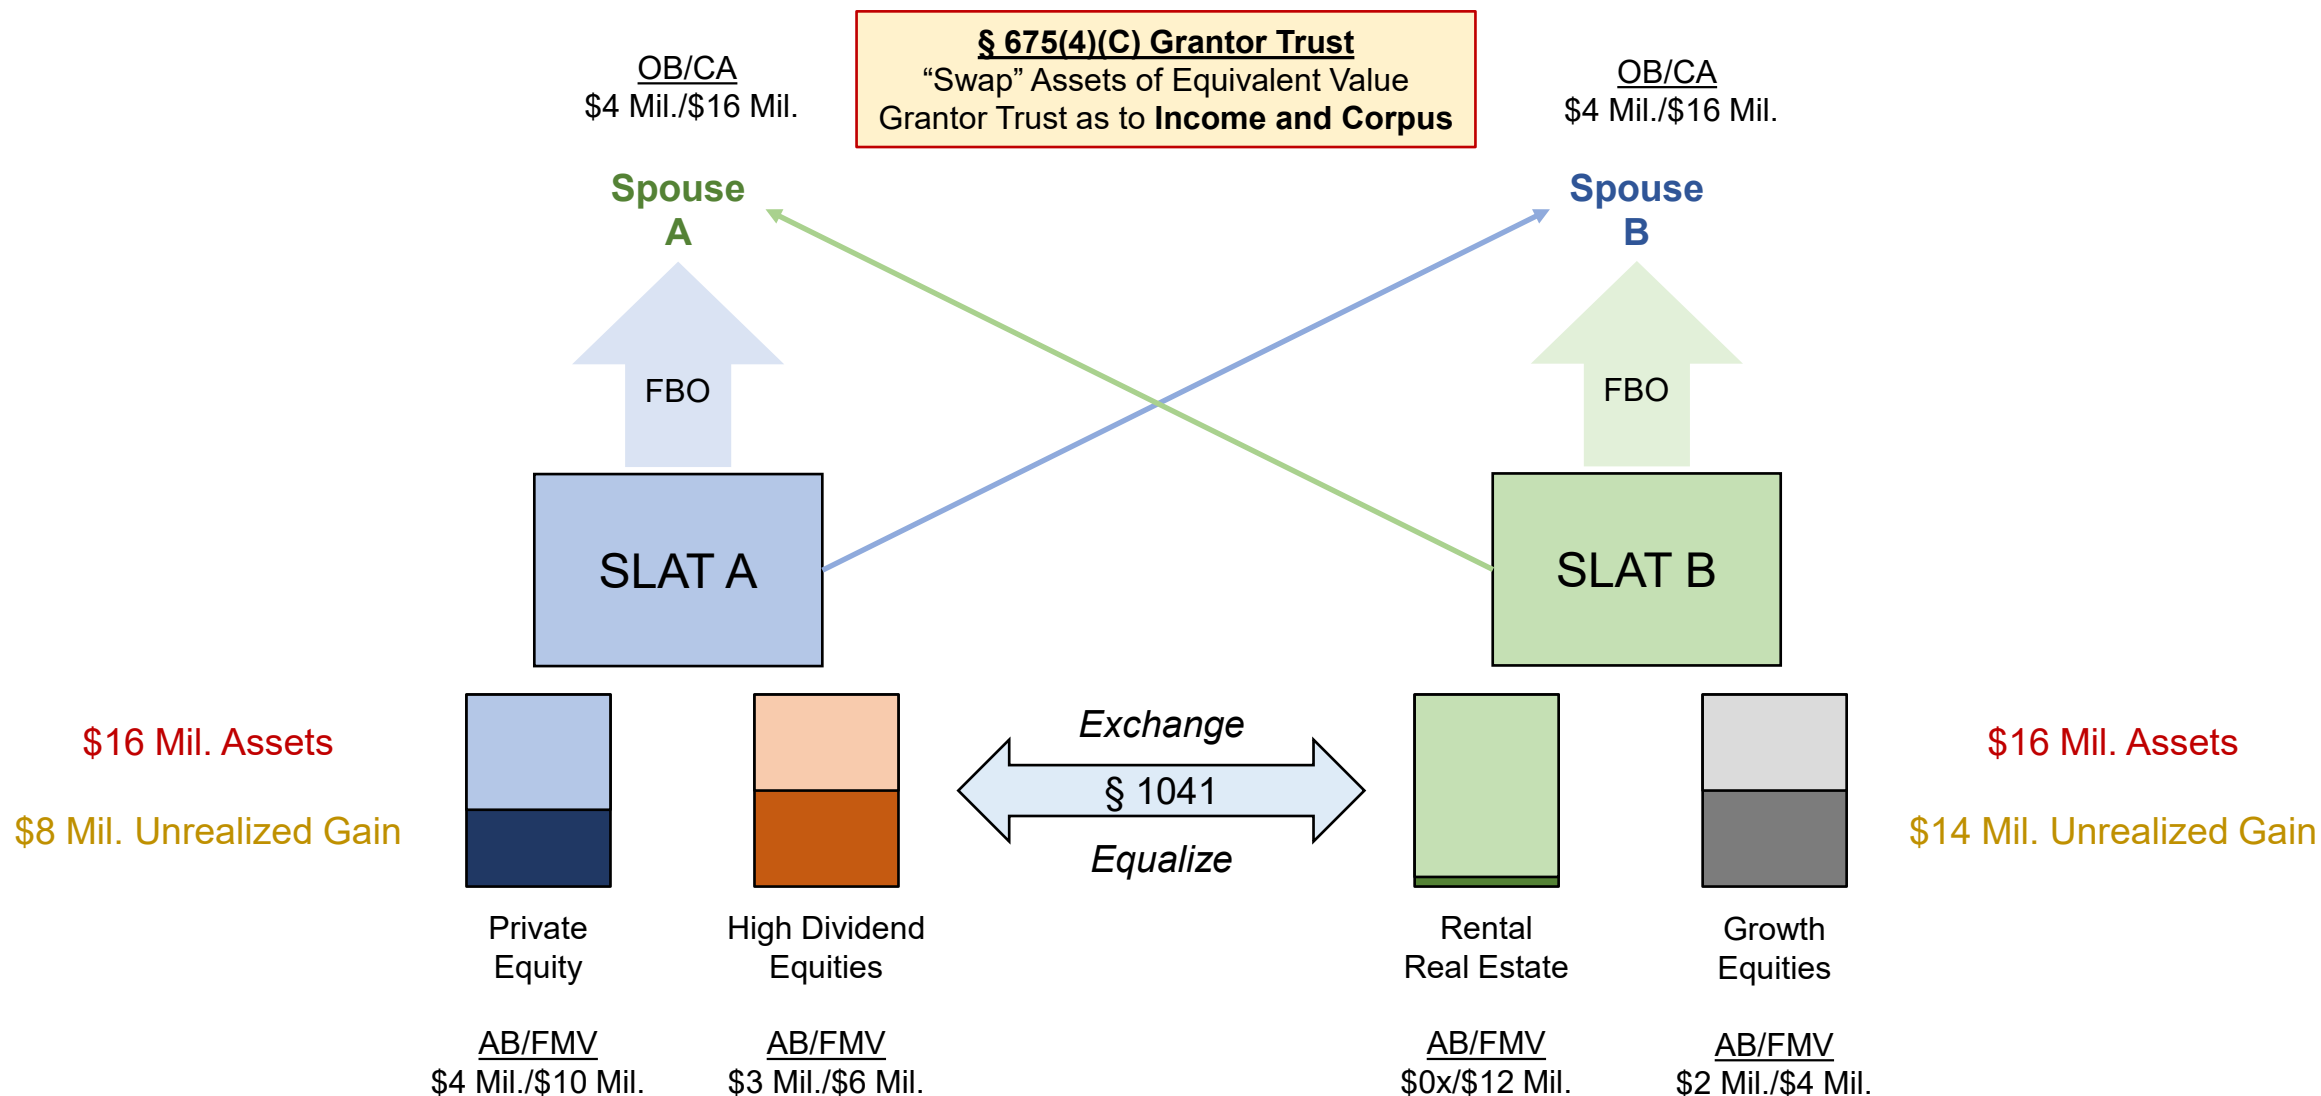 § 675(4)(C) Grantor Trust
“Swap” Assets of Equivalent Value
Grantor Trust as to Income and Corpus
OB/CA
$4 Mil./$16 Mil.
OB/CA
$4 Mil./$16 Mil.
Spouse
A
Spouse
B
FBO
FBO
SLAT A
SLAT B
$16 Mil. Assets
$8 Mil. Unrealized Gain
Exchange
§ 1041
Equalize
$16 Mil. Assets
$14 Mil. Unrealized Gain
Private
Equity
High Dividend
Equities
Rental
Real Estate
Growth
Equities
AB/FMV
$4 Mil./$10 Mil.
AB/FMV
$3 Mil./$6 Mil.
AB/FMV
$0x/$12 Mil.
AB/FMV
$2 Mil./$4 Mil.